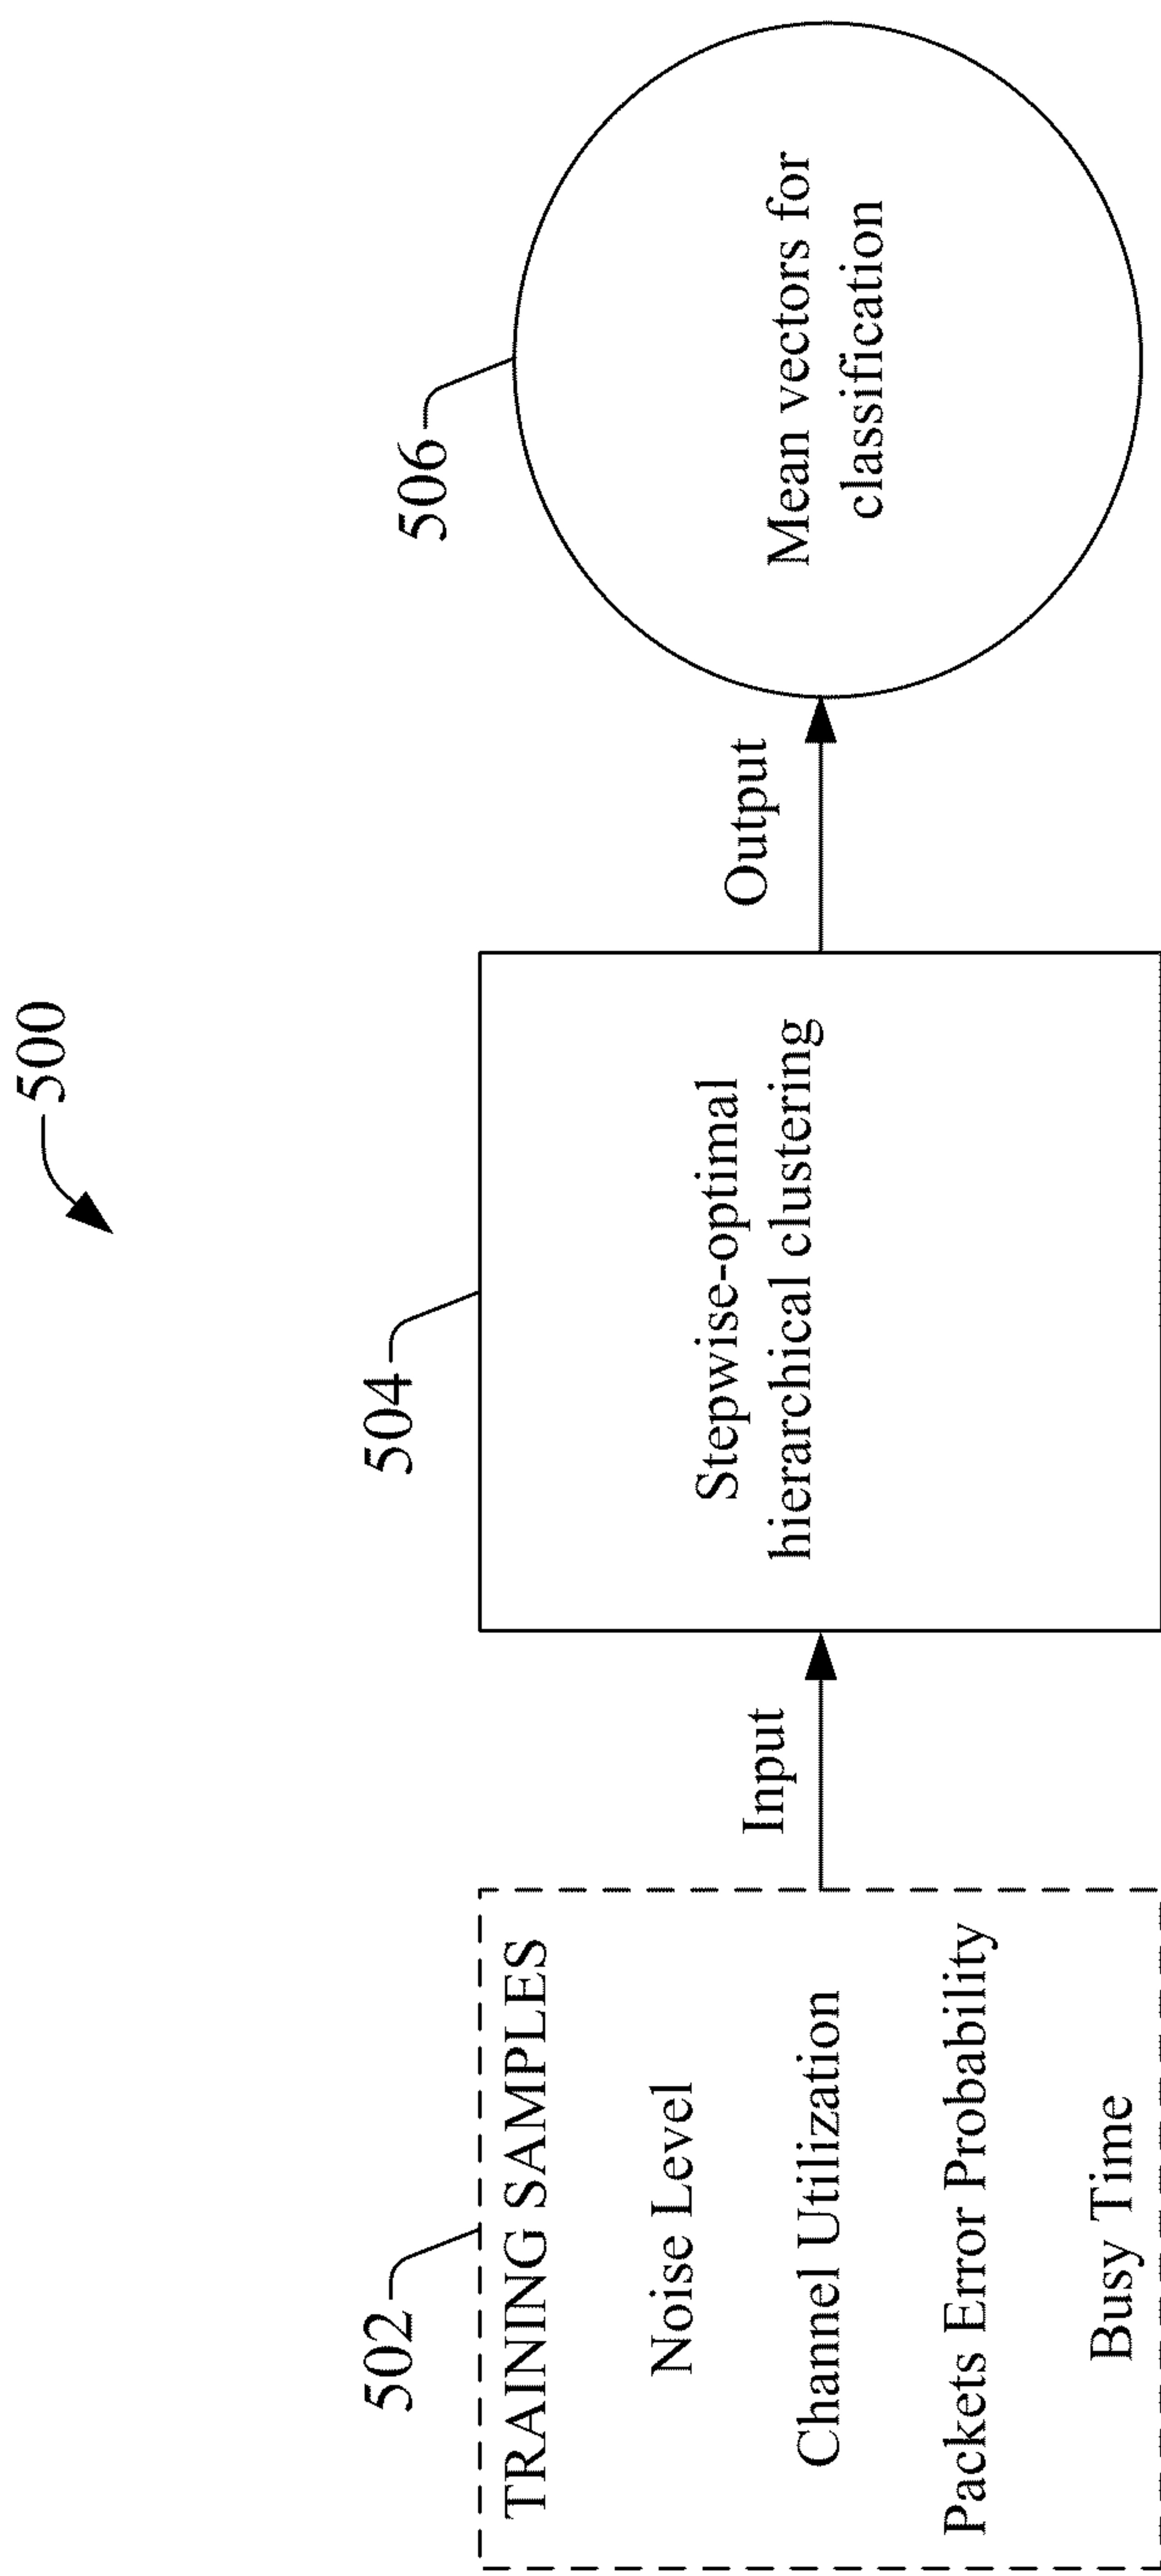 500
502
TRAINING SAMPLES
Noise Level
Channel Utilization
Packets Error Probability
Busy Time
Input
504
Stepwise-optimal
hierarchical clustering
Output
506
Mean vectors for
classification